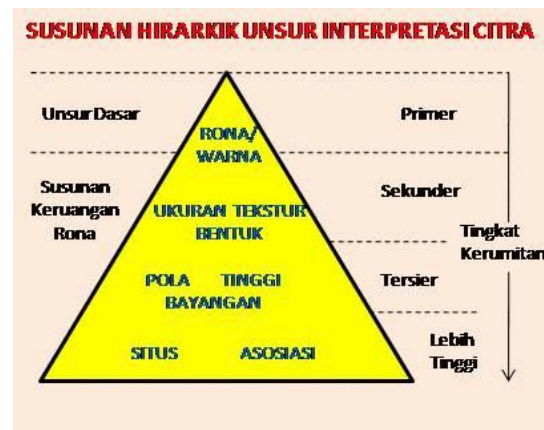 SUSUNAN HIRARKIK UNSUR INTERPRETASI CITRA
Unsur Dasar
Primer
RONA/
WARNA
Susunan
Keruangan
Rona
Sekunder
UKURAN TEKSTUR
BENTUK
Tingkat
Kerumitan
POLA TINGGI
BAYANGAN
Tersier
SITUS ASOSIASI
Lebih
Tinggi